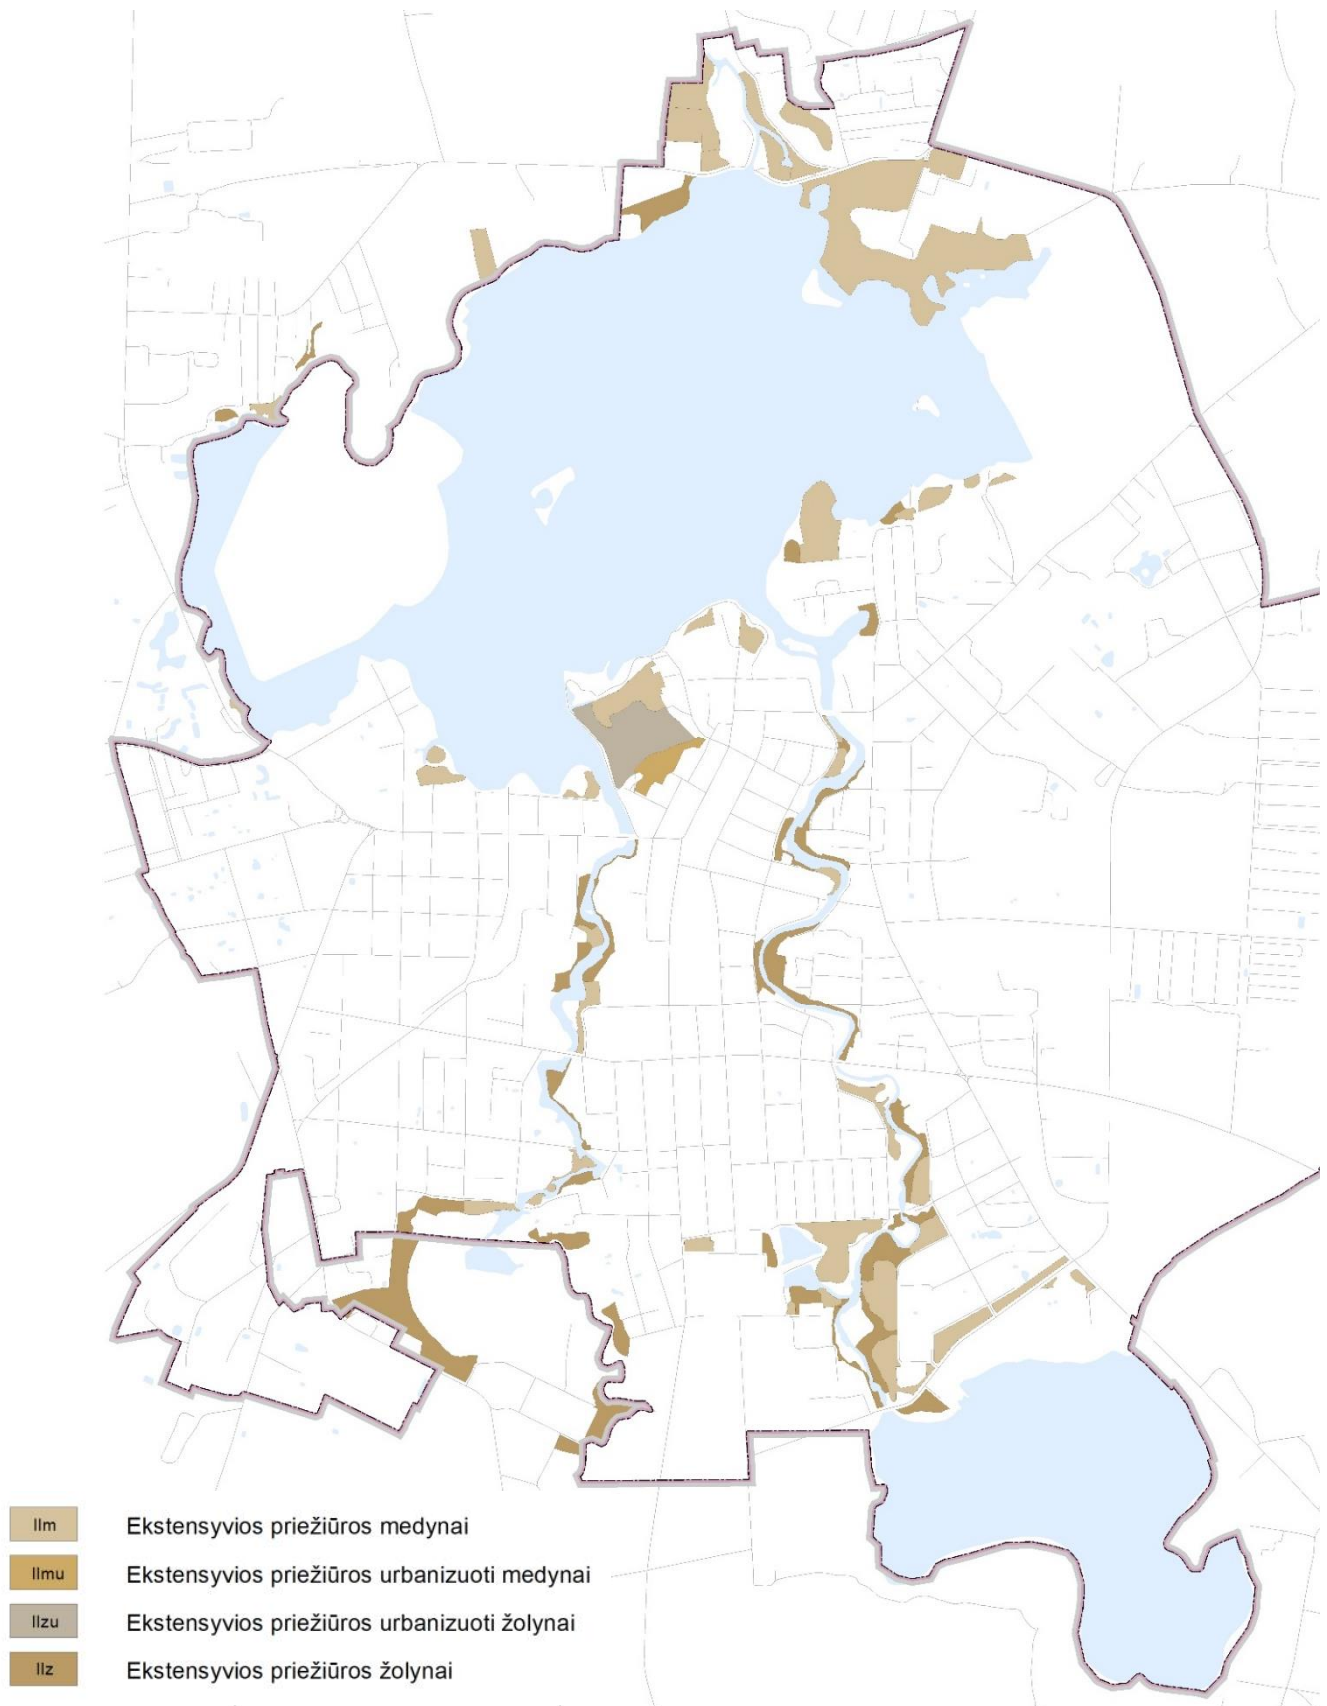 IIm Ekstensyvios priežiūros medynai
IImu Ekstensyvios priežiūros urbanizuoti medynai
IIzu Ekstensyvios priežiūros urbanizuoti žolynai
IIz Ekstensyvios priežiūros žolynai